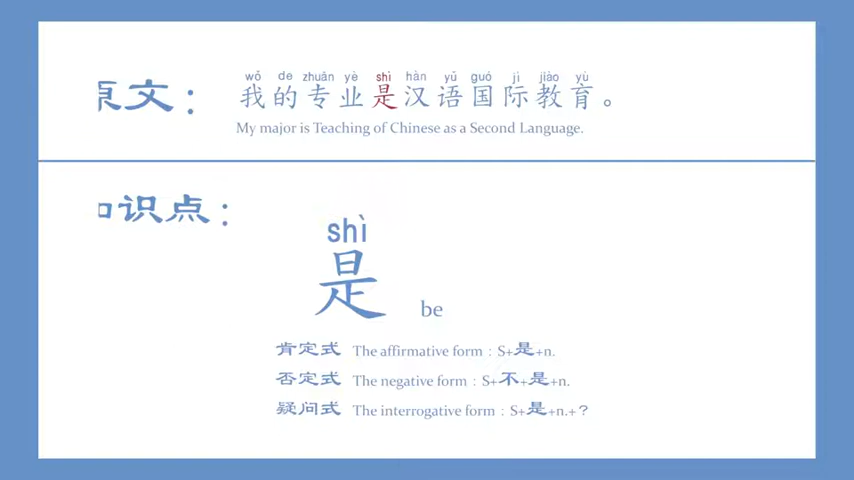 wǒ de zhuān yè shì hàn yǔ guó jì jiào yù
文： 我的专业是汉语国际教育。
My major is Teaching of Chinese as a Second Language.
识点：
shì
是 be
肯定式 The affirmative form：S+是+n.
否定式 The negative form：S+不+是+n.
疑问式 The interrogative form：S+是+n.+？